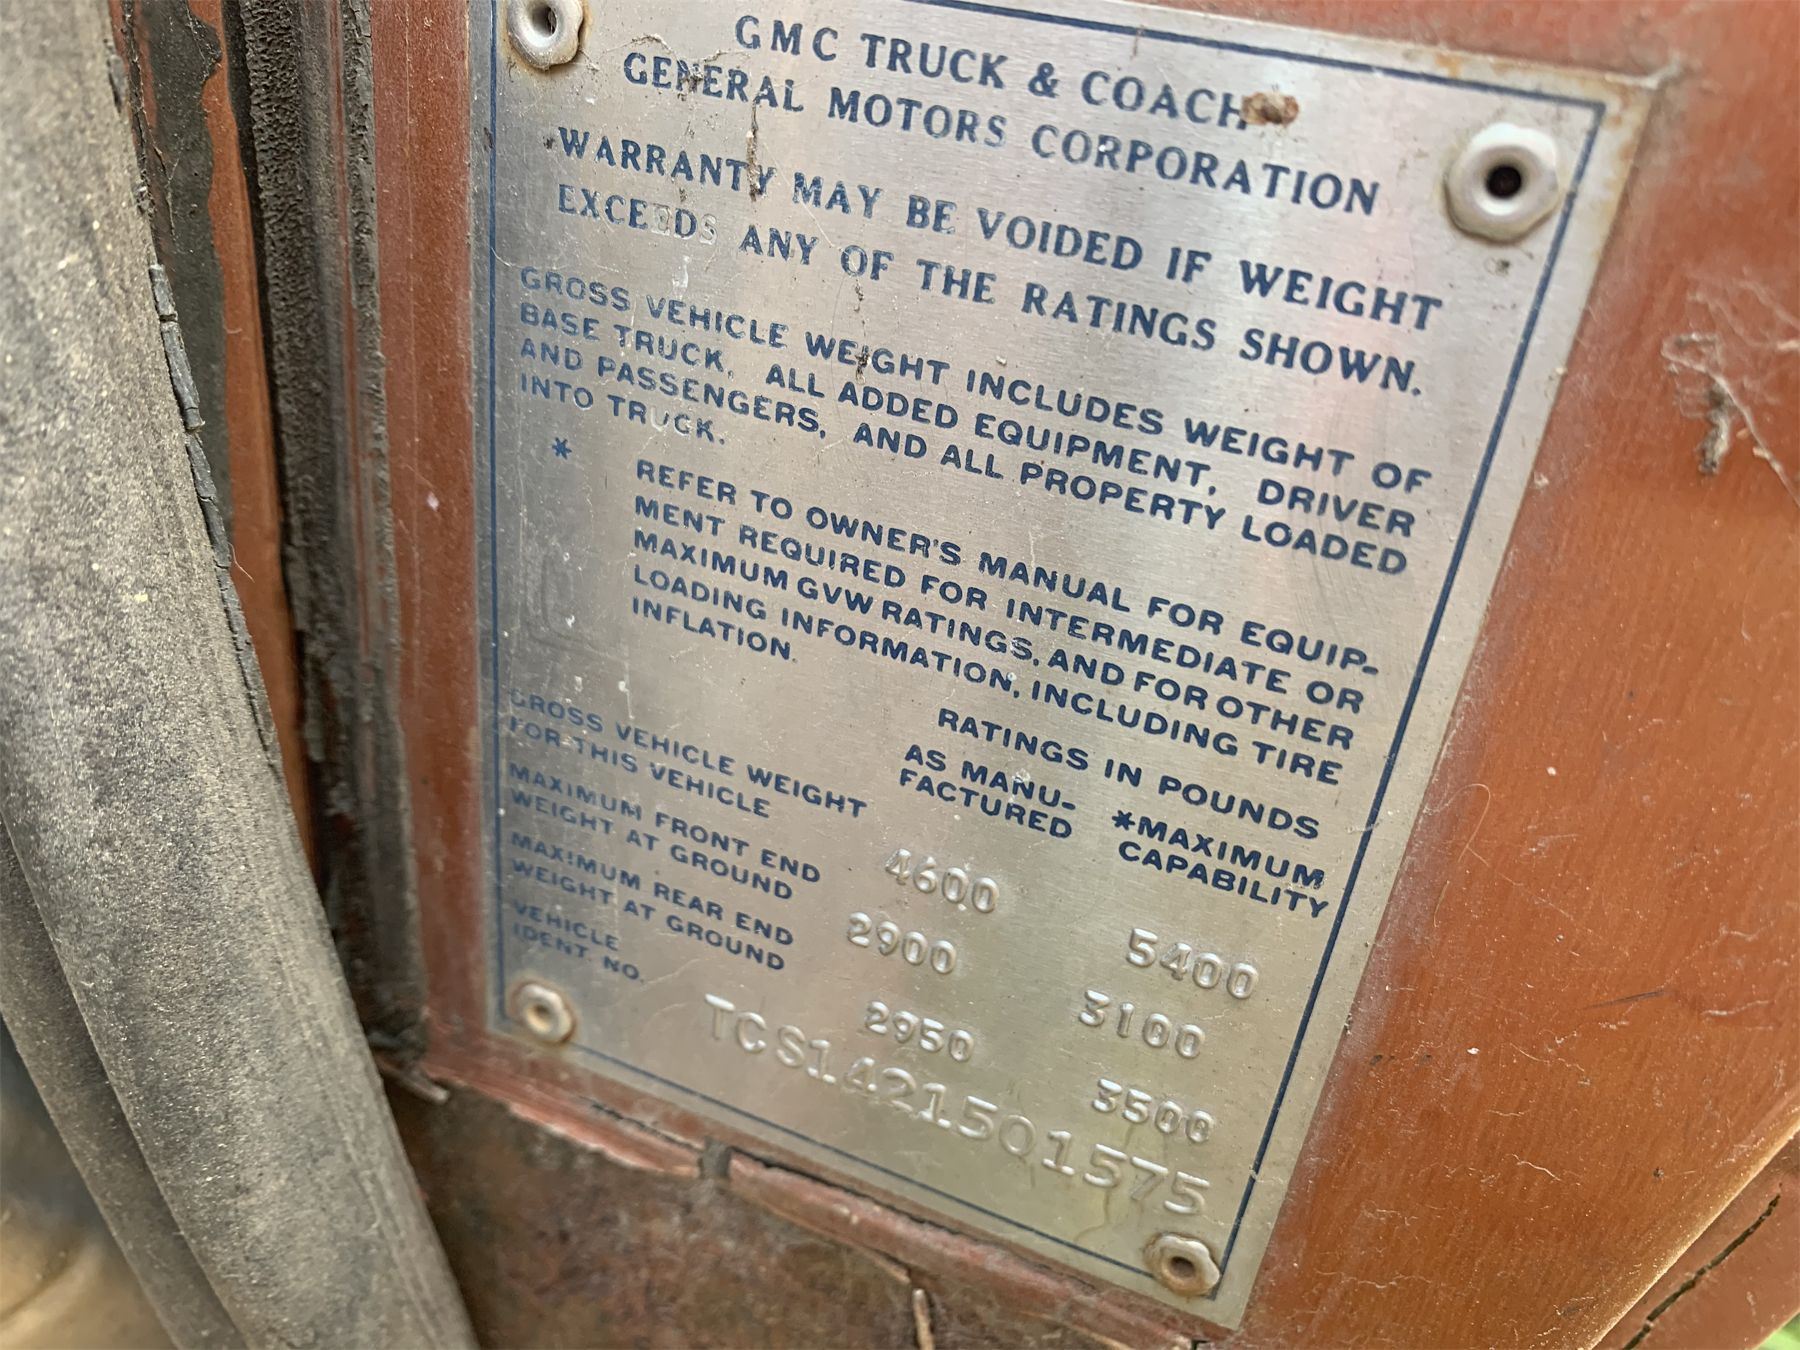 GMC TRUCK & COACH
GENERAL MOTORS CORPORATION
WARRANTY MAY BE VOIDED IF WEIGHT
EXCEEDS ANY OF THE RATINGS SHOWN.
GROSS VEHICLE WEIGHT INCLUDES WEIGHT OF
BASE TRUCK, ALL ADDED EQUIPMENT, DRIVER
AND PASSENGERS, AND ALL PROPERTY LOADED
INTO TRUCK.
* REFER TO OWNER'S MANUAL FOR EQUIP-
MENT REQUIRED FOR INTERMEDIATE OR
MAXIMUM GVW RATINGS, AND FOR OTHER
LOADING INFORMATION, INCLUDING TIRE
INFLATION.
RATINGS IN POUNDS
AS MANU-
FACTURED
*MAXIMUM
CAPABILITY
GROSS VEHICLE WEIGHT
FOR THIS VEHICLE
4600 5400
MAXIMUM FRONT END
WEIGHT AT GROUND
2900 3100
MAXIMUM REAR END
WEIGHT AT GROUND
2950 3500
VEHICLE
IDENT. NO.
TCS1421501575